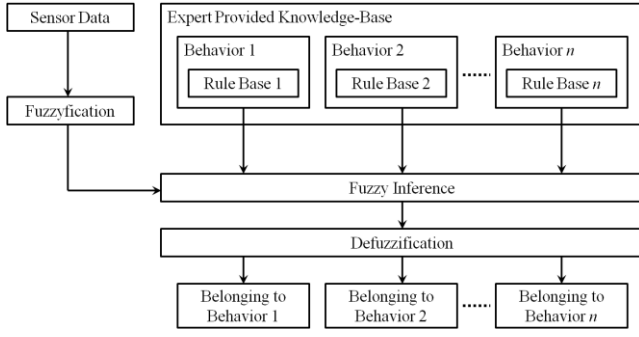 Sensor Data
Expert Provided Knowledge-Base
Behavior 1
Behavior 2
Behavior n
Rule Base 1
Rule Base 2
Rule Base n
Fuzzyfication
Fuzzy Inference
Defuzzification
Belonging to
Behavior 1
Belonging to
Behavior 2
Belonging to
Behavior n